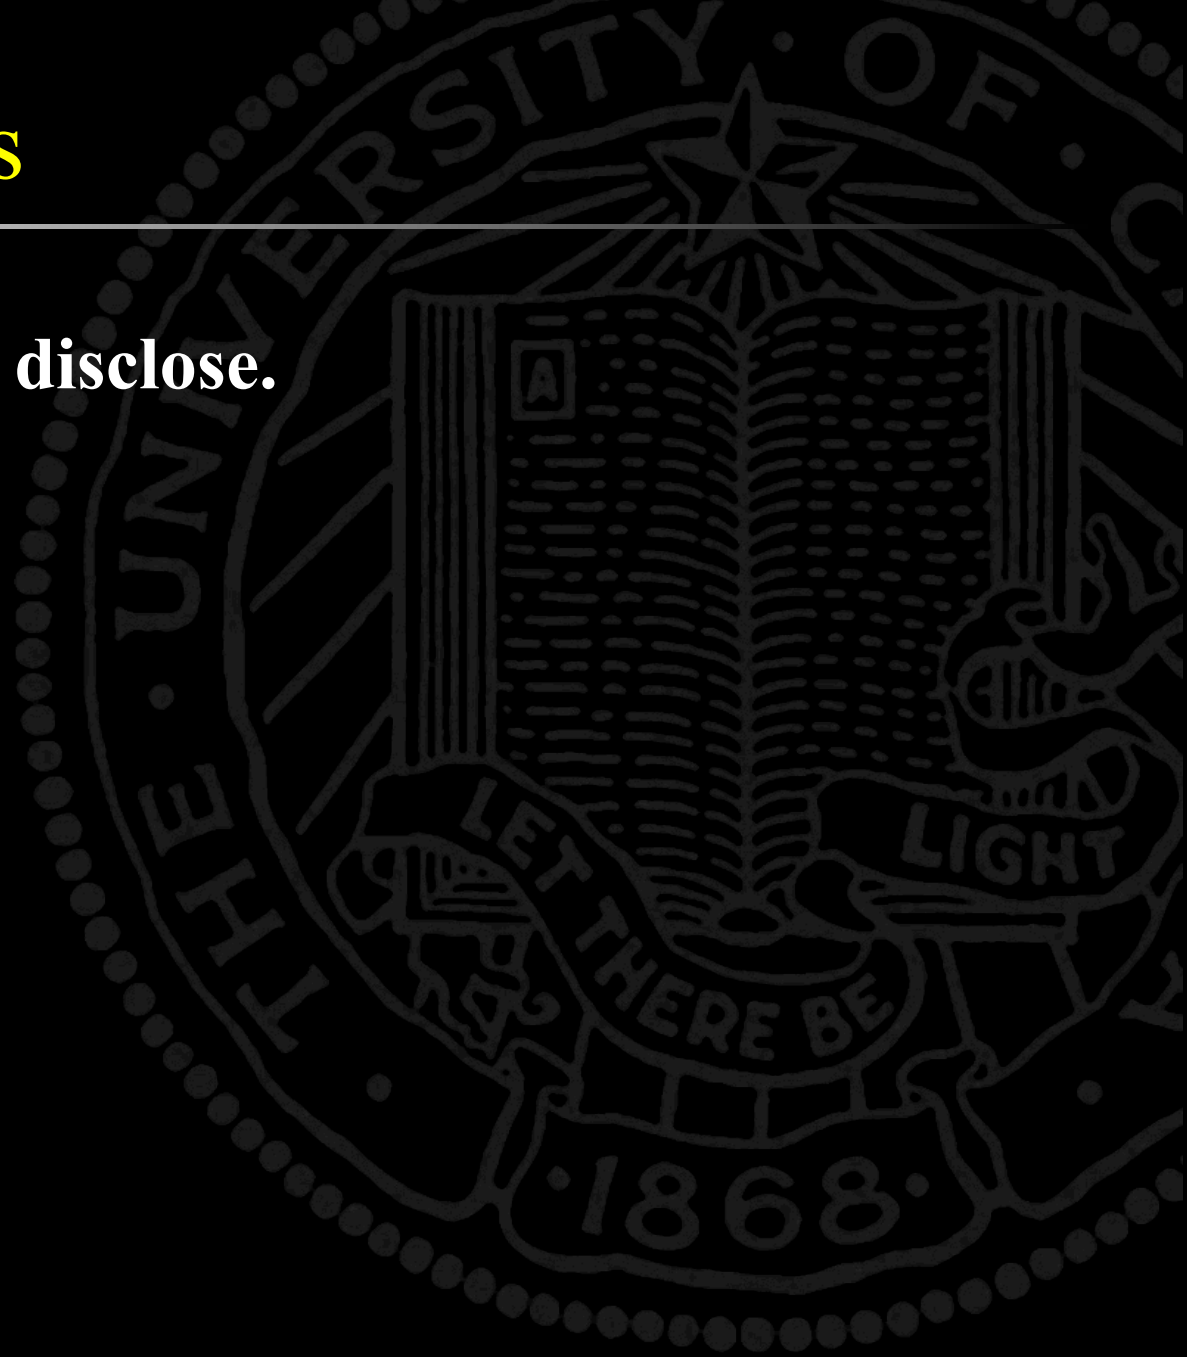 S
disclose.
THE · UNIVERSITY · OF · C
A
LET THERE BE
LIGHT
·1868·